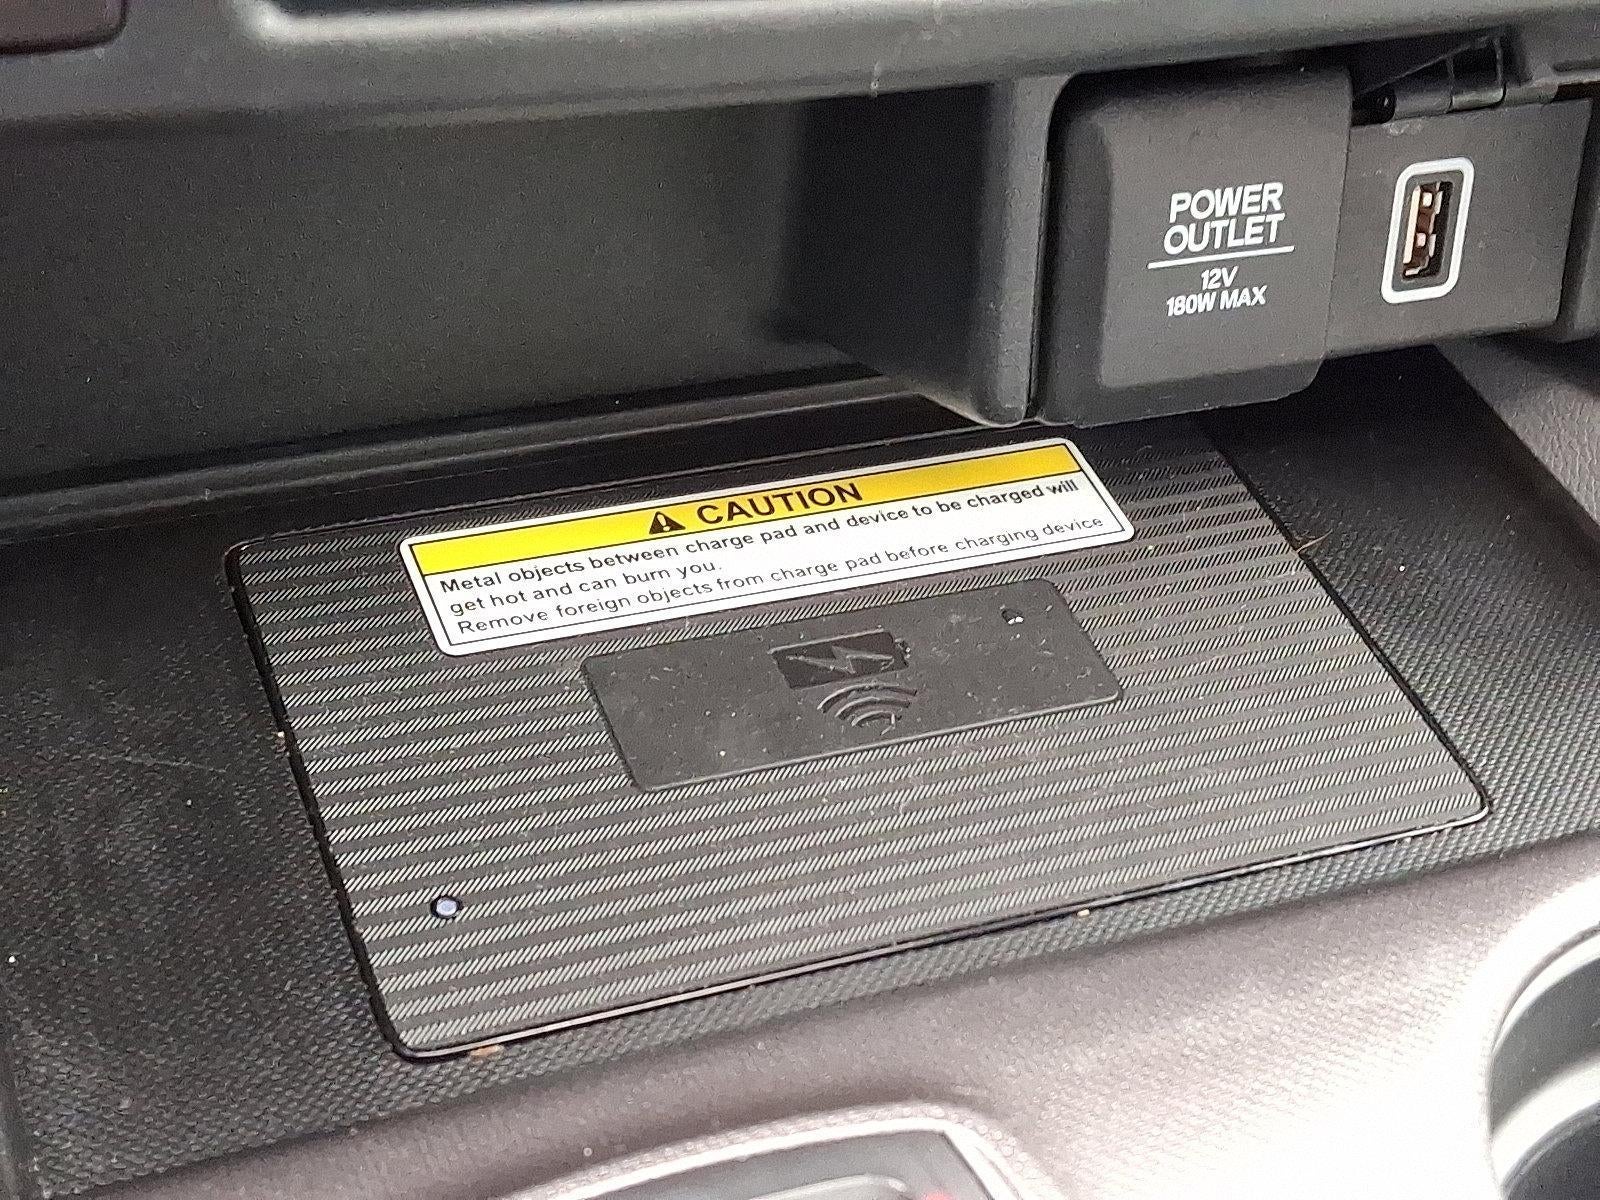 POWER
OUTLET
12V
180W MAX
CAUTION
Metal objects between charge pad and device to be charged will
get hot and can burn you.
Remove foreign objects from charge pad before charging device